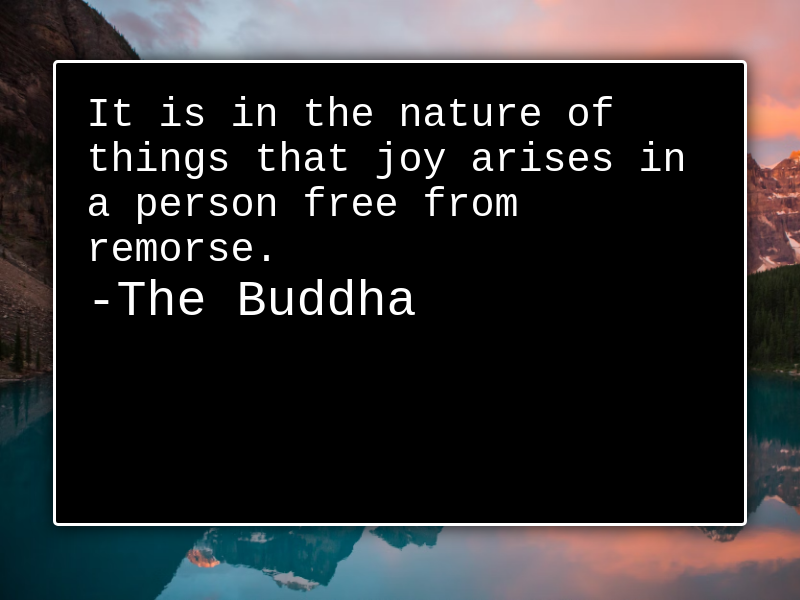 It is in the nature of
things that joy arises in
a person free from
remorse.
-The Buddha